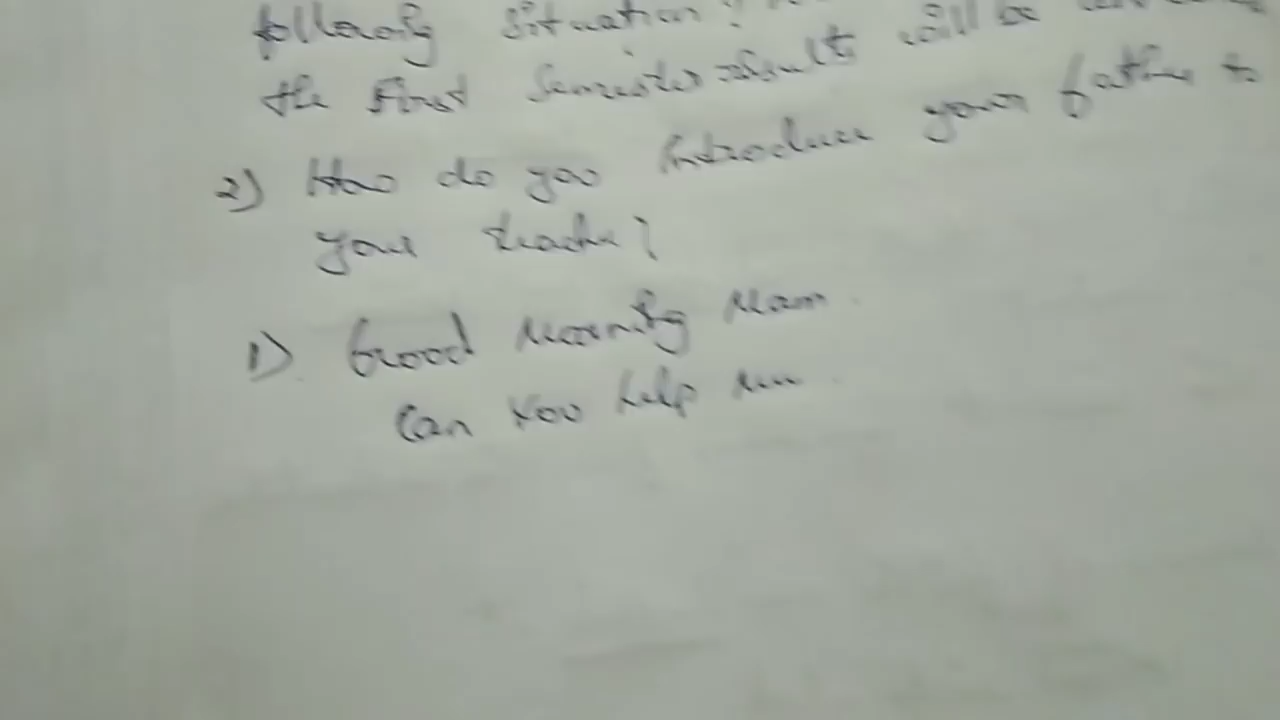 following situation?
the First Semester results will be
2) How do you introduce your father to
your teacher?
1) Good Morning Mam.
Can You help me.